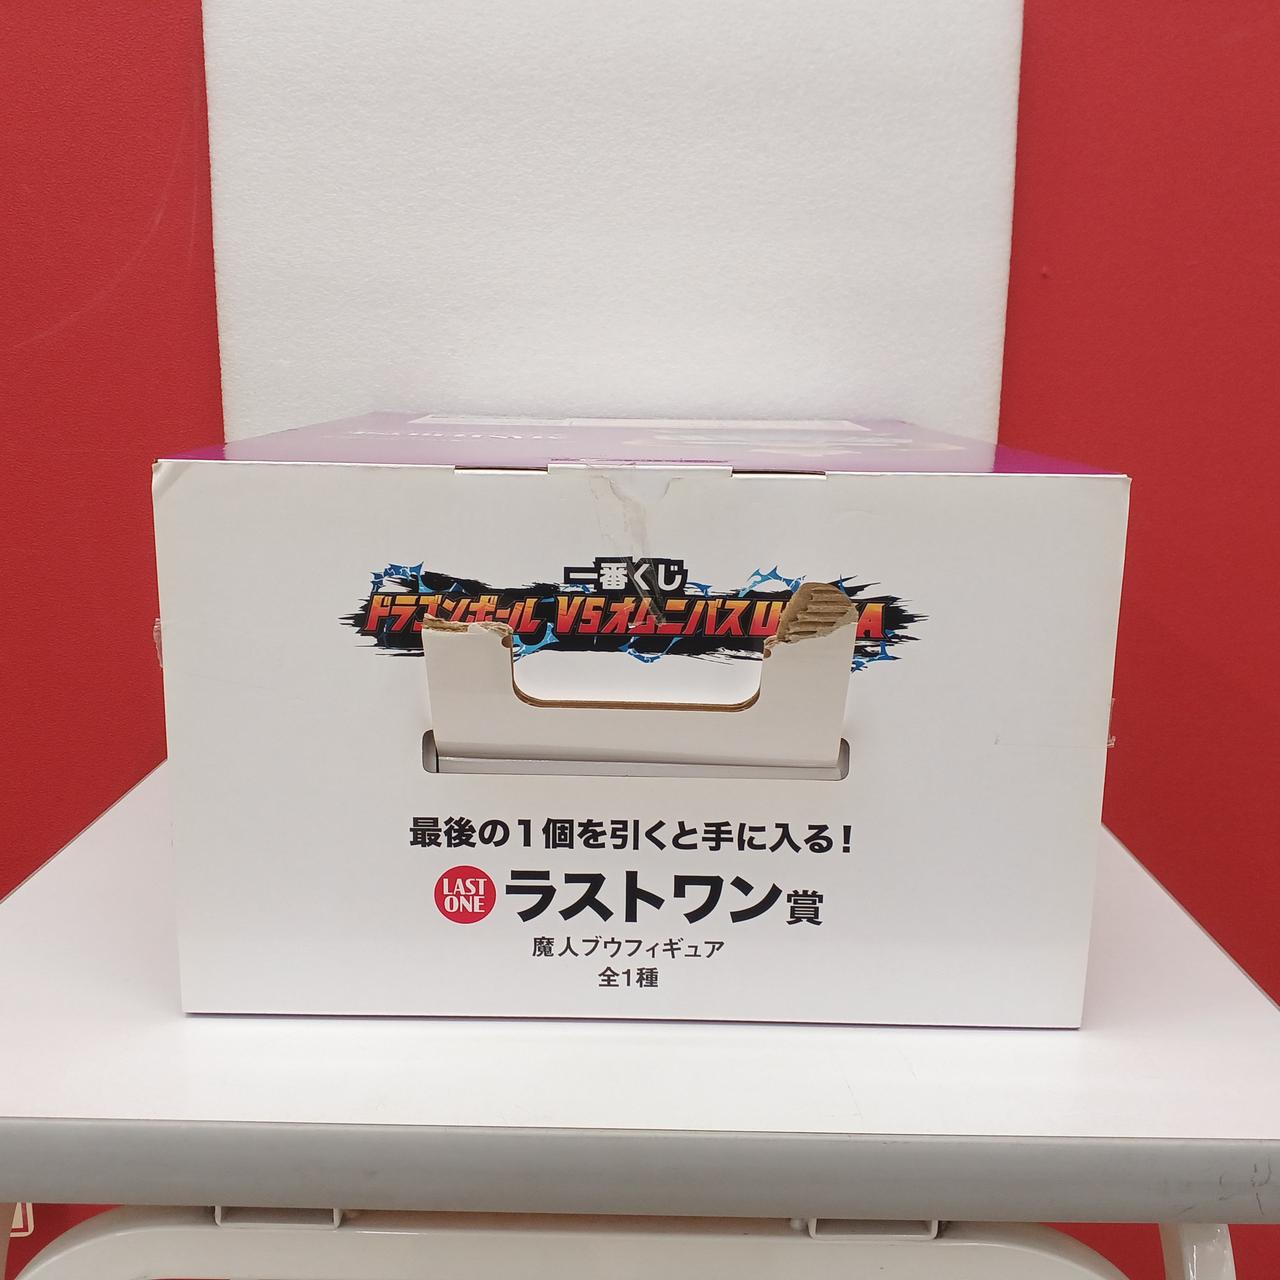 一番くじ
ドラゴンボール VSオムニバス
最後の1個を引くと手に入る！
LAST ONE ラストワン賞
魔人ブウフィギュア
全1種